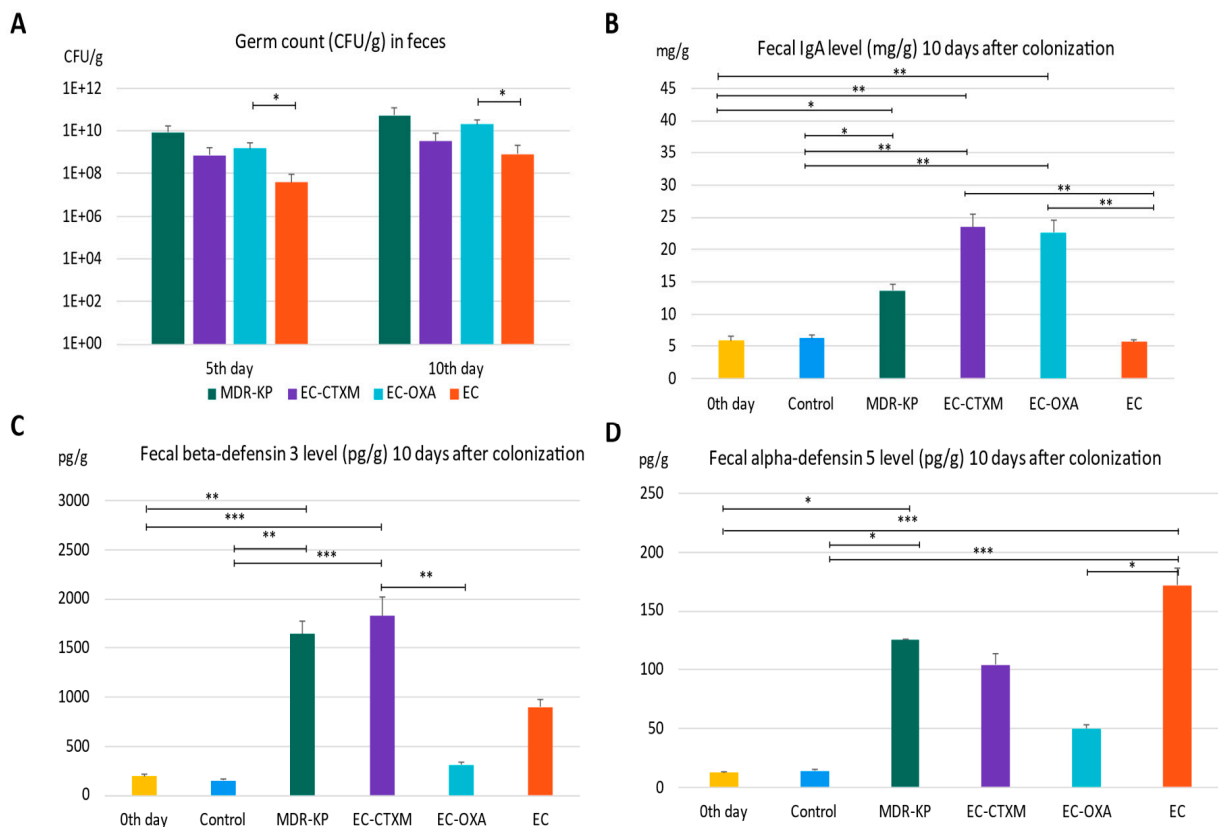 A
Germ count (CFU/g) in feces
CFU/g
1E+12
1E+10
1E+08
1E+06
1E+04
1E+02
1E+00
*
*
5th day
10th day
MDR-KP
EC-CTXM
EC-OXA
EC
B
Fecal IgA level (mg/g) 10 days after colonization
mg/g
45
40
35
30
25
20
15
10
5
0
**
**
*
*
**
**
**
**
0th day
Control
MDR-KP
EC-CTXM
EC-OXA
EC
C
Fecal beta-defensin 3 level (pg/g) 10 days after colonization
pg/g
3000
2500
2000
1500
1000
500
0
**
***
**
***
**
0th day
Control
MDR-KP
EC-CTXM
EC-OXA
EC
D
Fecal alpha-defensin 5 level (pg/g) 10 days after colonization
pg/g
250
200
150
100
50
0
*
***
*
***
*
0th day
Control
MDR-KP
EC-CTXM
EC-OXA
EC